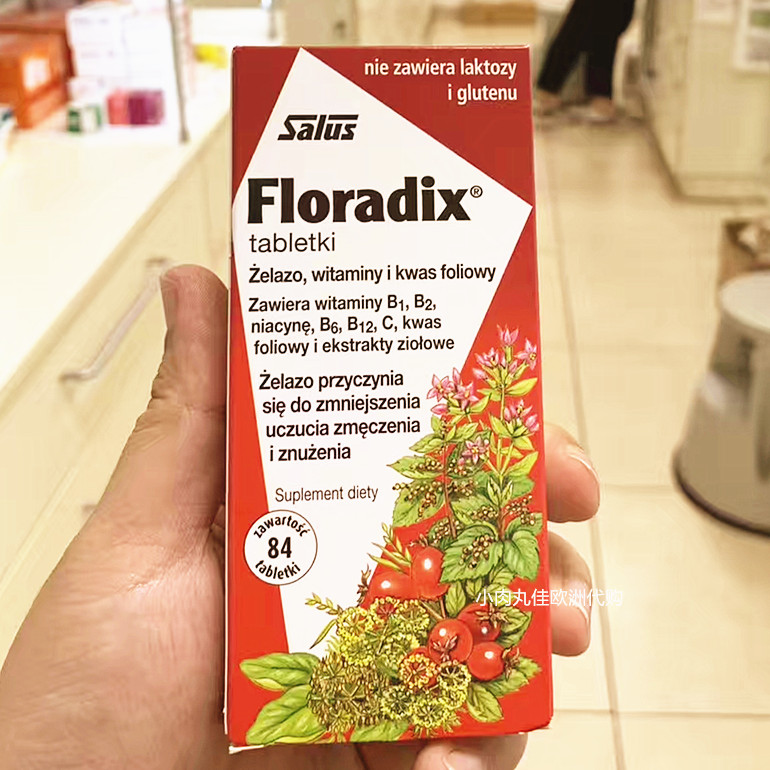 nie zawiera laktozy
i glutenu
Salus
Floradix®
tabletki
Żelazo, witaminy i kwas foliowy
Zawiera witaminy B1, B2,
niacynę, B6, B12, C, kwas
foliowy i ekstrakty ziołowe
Żelazo przyczynia
się do zmniejszenia
uczucia zmęczenia
i znużenia
Suplement diety
zawartość
84
tabletki
小肉丸佳欧洲代购